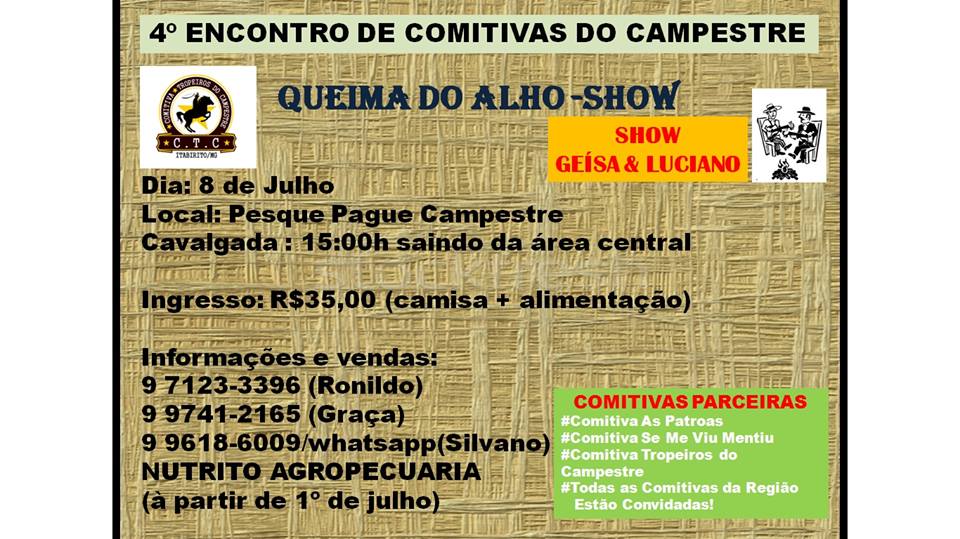 4º ENCONTRO DE COMITIVAS DO CAMPESTRE
COMITIVA TROPEIROS DO CAMPESTRE
C.T.C
ITABIRITO/MG
QUEIMA DO ALHO -SHOW
SHOW
GEÍSA & LUCIANO
Dia: 8 de Julho
Local: Pesque Pague Campestre
Cavalgada : 15:00h saindo da área central
Ingresso: R$35,00 (camisa + alimentação)
Informações e vendas:
9 7123-3396 (Ronildo)
9 9741-2165 (Graça)
9 9618-6009/whatsapp(Silvano)
NUTRITO AGROPECUARIA
(à partir de 1º de julho)
COMITIVAS PARCEIRAS
#Comitiva As Patroas
#Comitiva Se Me Viu Mentiu
#Comitiva Tropeiros do
Campestre
#Todas as Comitivas da Região
Estão Convidadas!